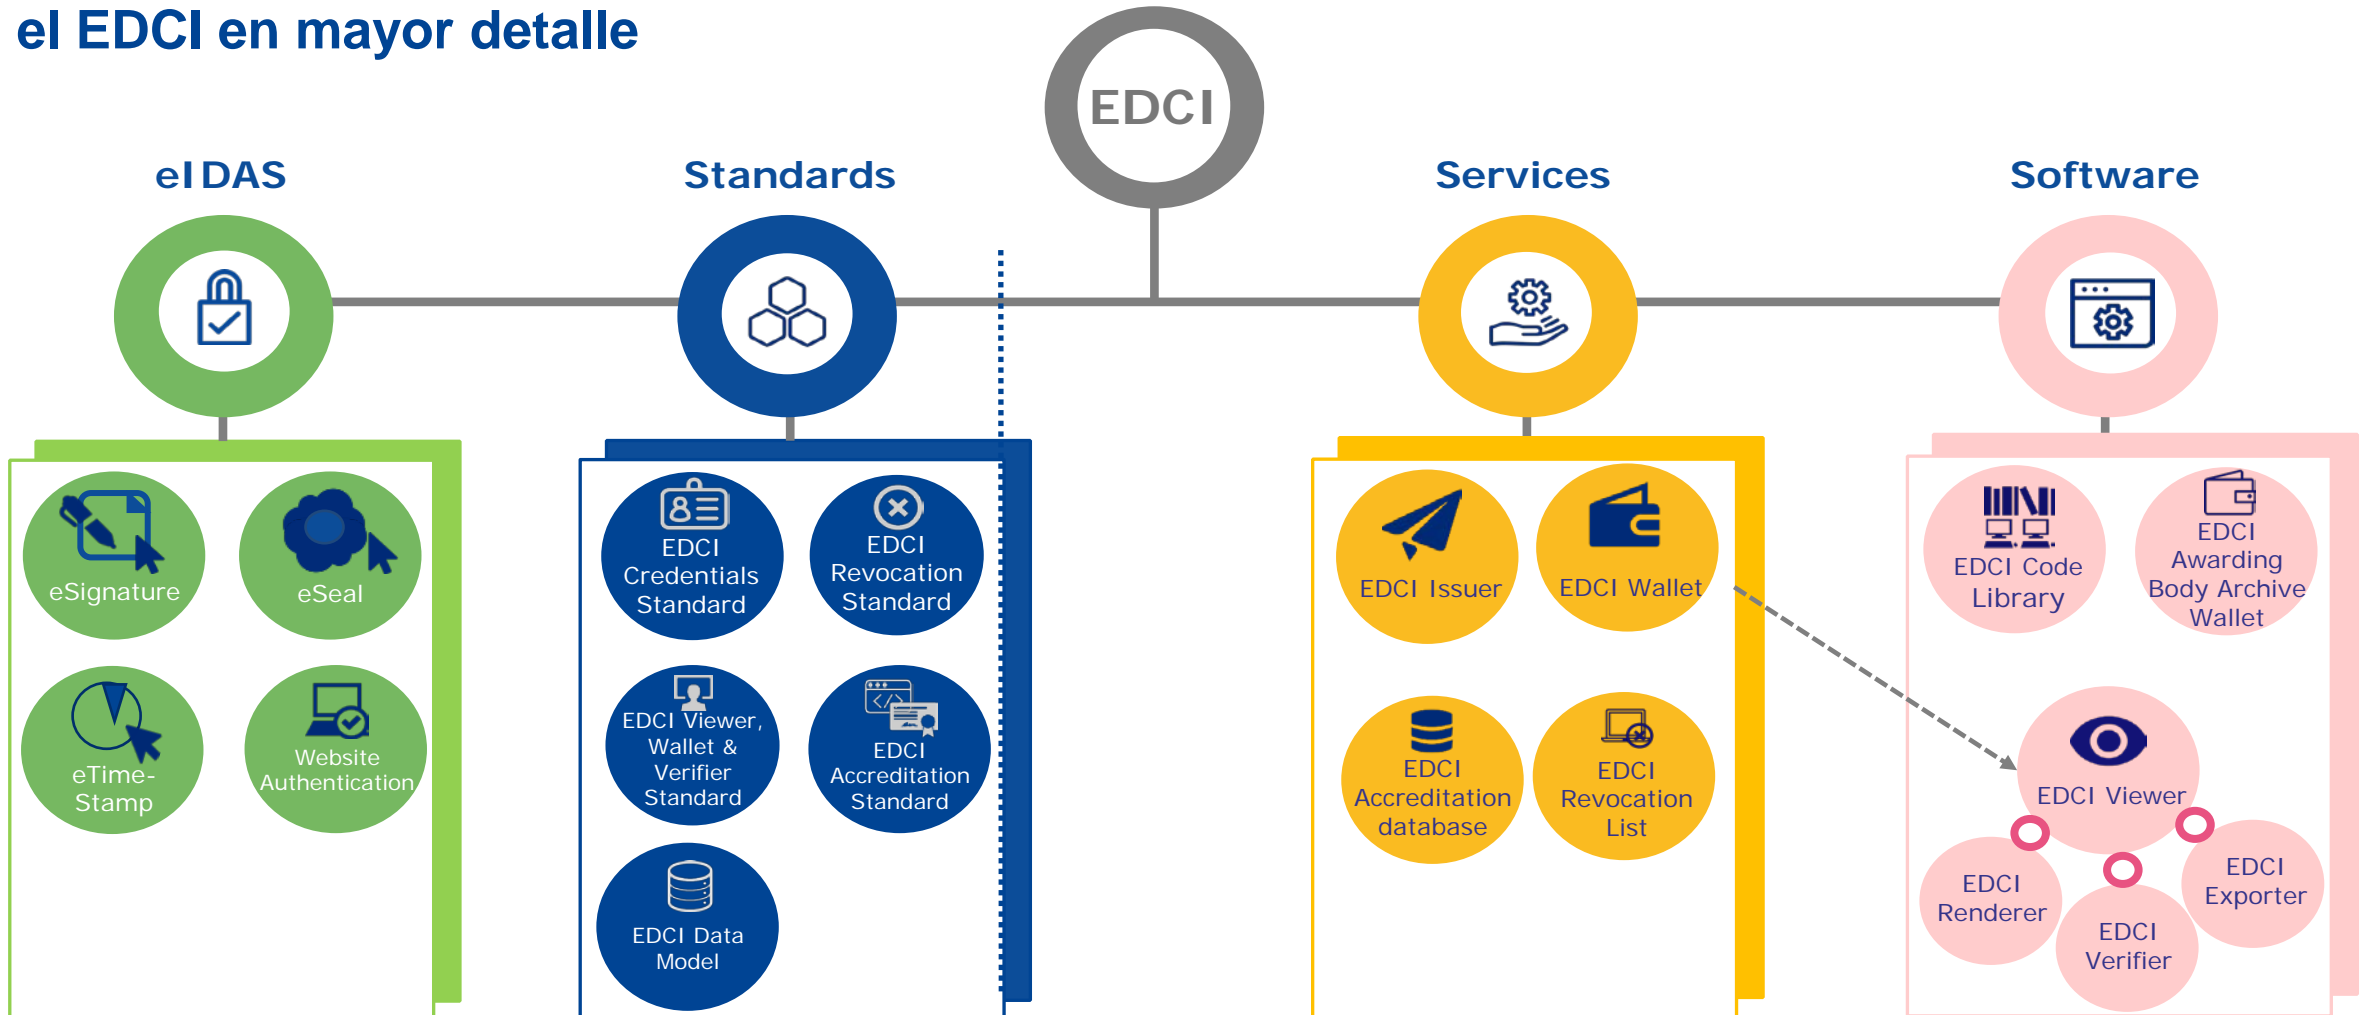 el EDCI en mayor detalle
EDCI
eIDAS
Standards
Services
Software
eSignature
eSeal
eTime-
Stamp
Website
Authentication
EDCI
Credentials
Standard
EDCI
Revocation
Standard
EDCI Viewer,
Wallet &
Verifier
Standard
EDCI
Accreditation
Standard
EDCI Data
Model
EDCI Issuer
EDCI Wallet
EDCI
Accreditation
database
EDCI
Revocation
List
EDCI Code
Library
EDCI
Awarding
Body Archive
Wallet
EDCI Viewer
EDCI
Renderer
EDCI
Verifier
EDCI
Exporter